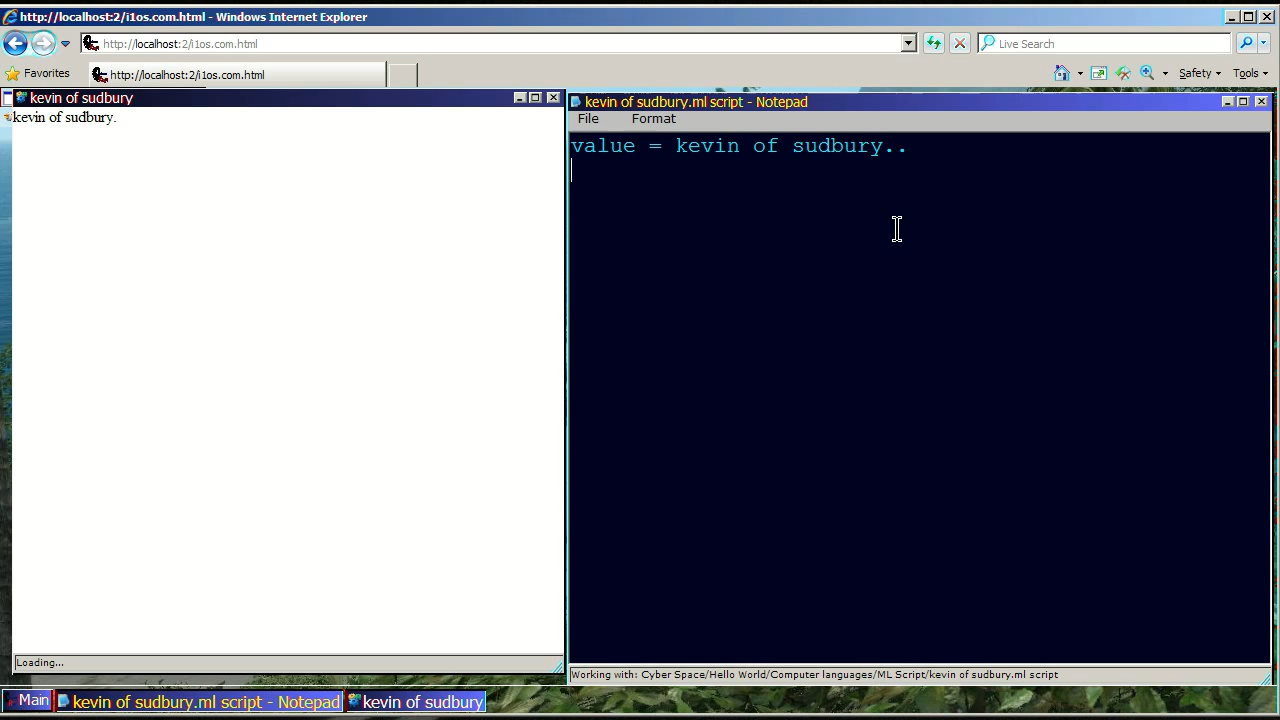 http://localhost:2/i1os.com.html - Windows Internet Explorer
http://localhost:2/i1os.com.html
Live Search
Favorites
http://localhost:2/i1os.com.html
Safety
Tools
kevin of sudbury
kevin of sudbury.
Loading...
kevin of sudbury.ml script - Notepad
File Format
value = kevin of sudbury..
Working with: Cyber Space/Hello World/Computer languages/ML Script/kevin of sudbury.ml script
Main
kevin of sudbury.ml script - Notepad
kevin of sudbury